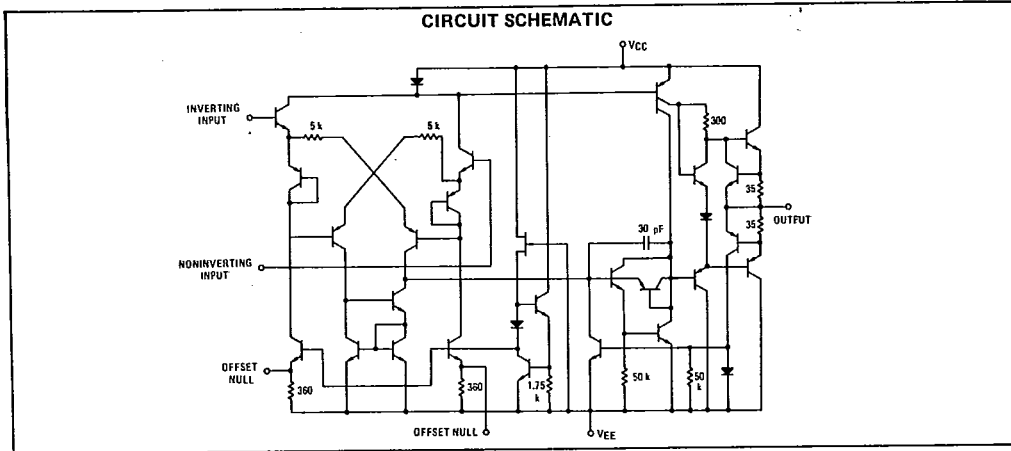 CIRCUIT SCHEMATIC
VCC
INVERTING
INPUT
5 k
5 k
300
35
OUTPUT
35
30 pF
NONINVERTING
INPUT
OFFSET
NULL
360
360
1.75
k
50 k
50
k
OFFSET NULL
VEE